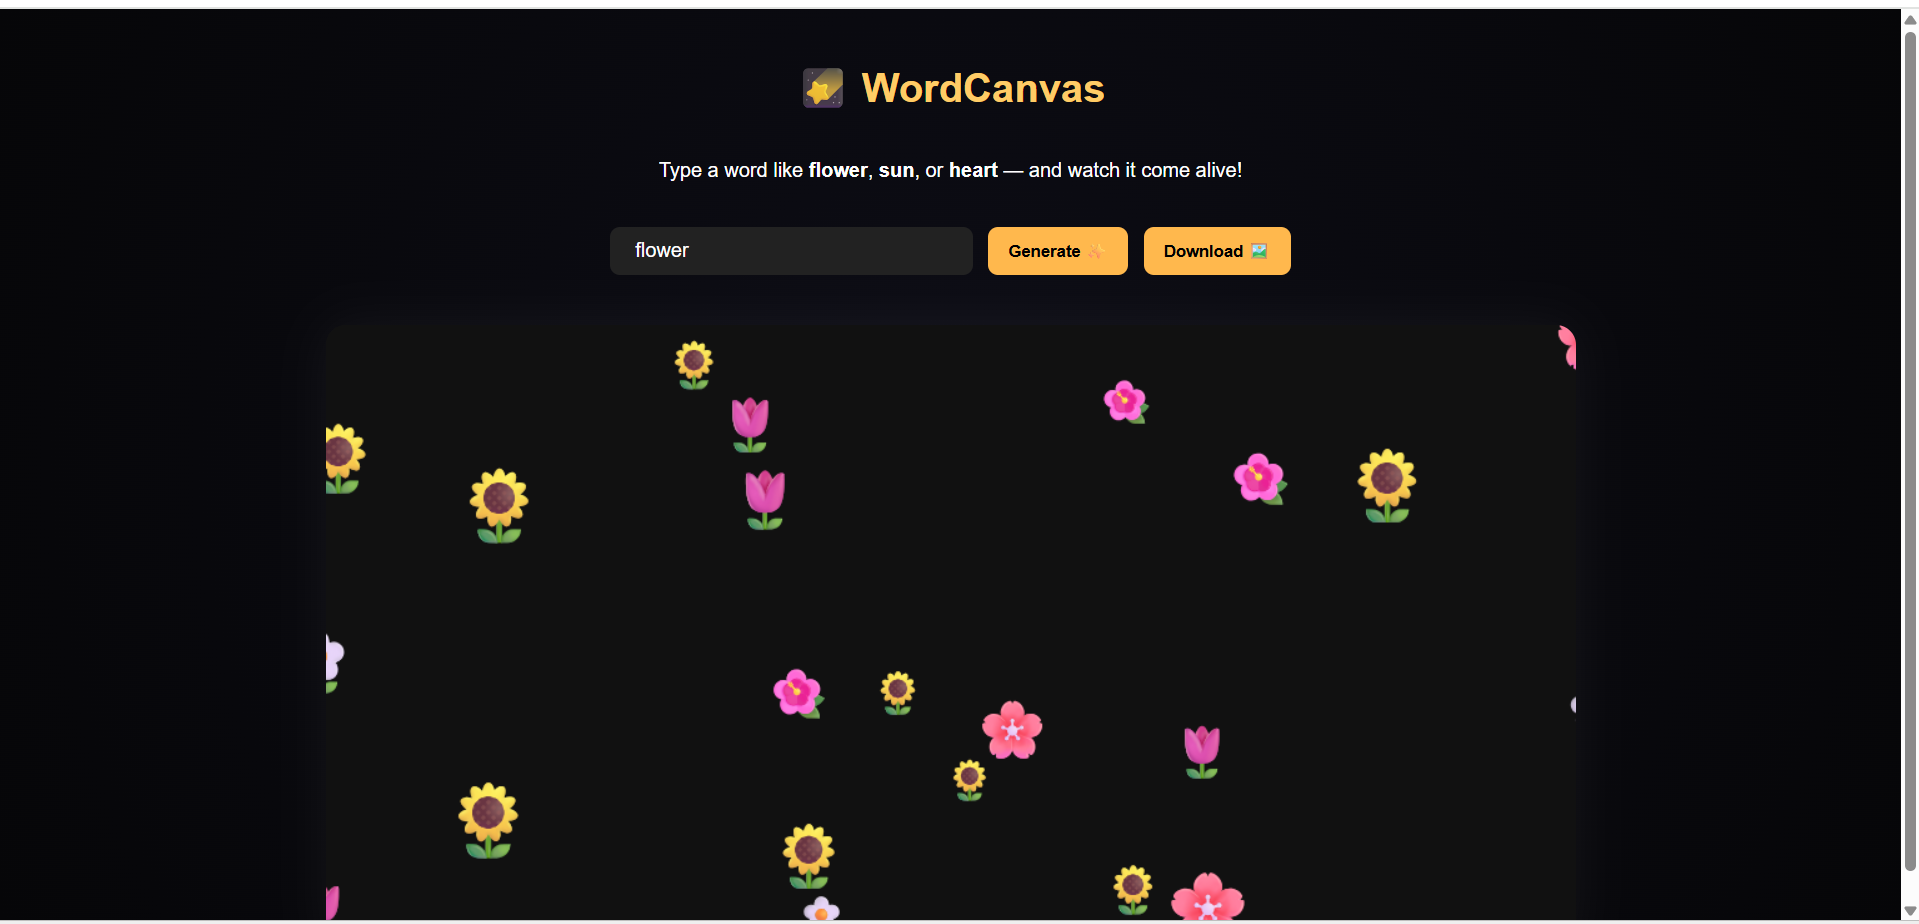 WordCanvas
Type a word like flower, sun, or heart — and watch it come alive!
flower
Generate
Download